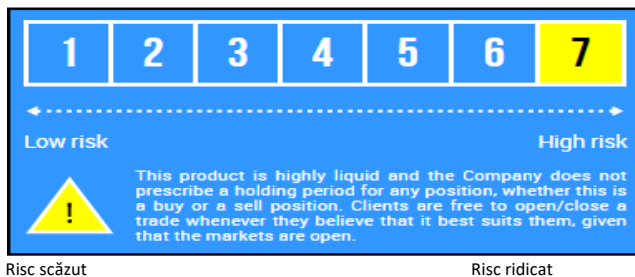 1 2 3 4 5 6 7
Low risk High risk
This product is highly liquid and the Company does not
prescribe a holding period for any position, whether this is
a buy or a sell position. Clients are free to open/close a
trade whenever they believe that it best suits them, given
that the markets are open.
!
Risc scăzut Risc ridicat